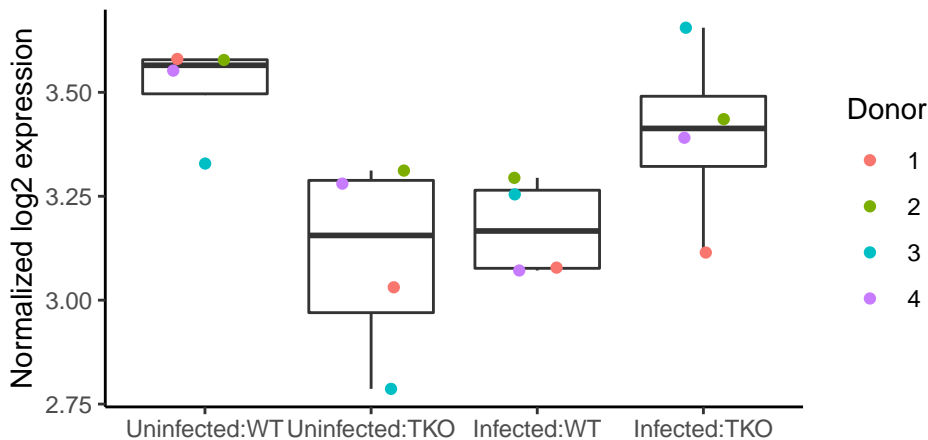 Normalized log2 expression
3.50
3.25
3.00
2.75
Uninfected:WT
Uninfected:TKO
Infected:WT
Infected:TKO
Donor
1
2
3
4